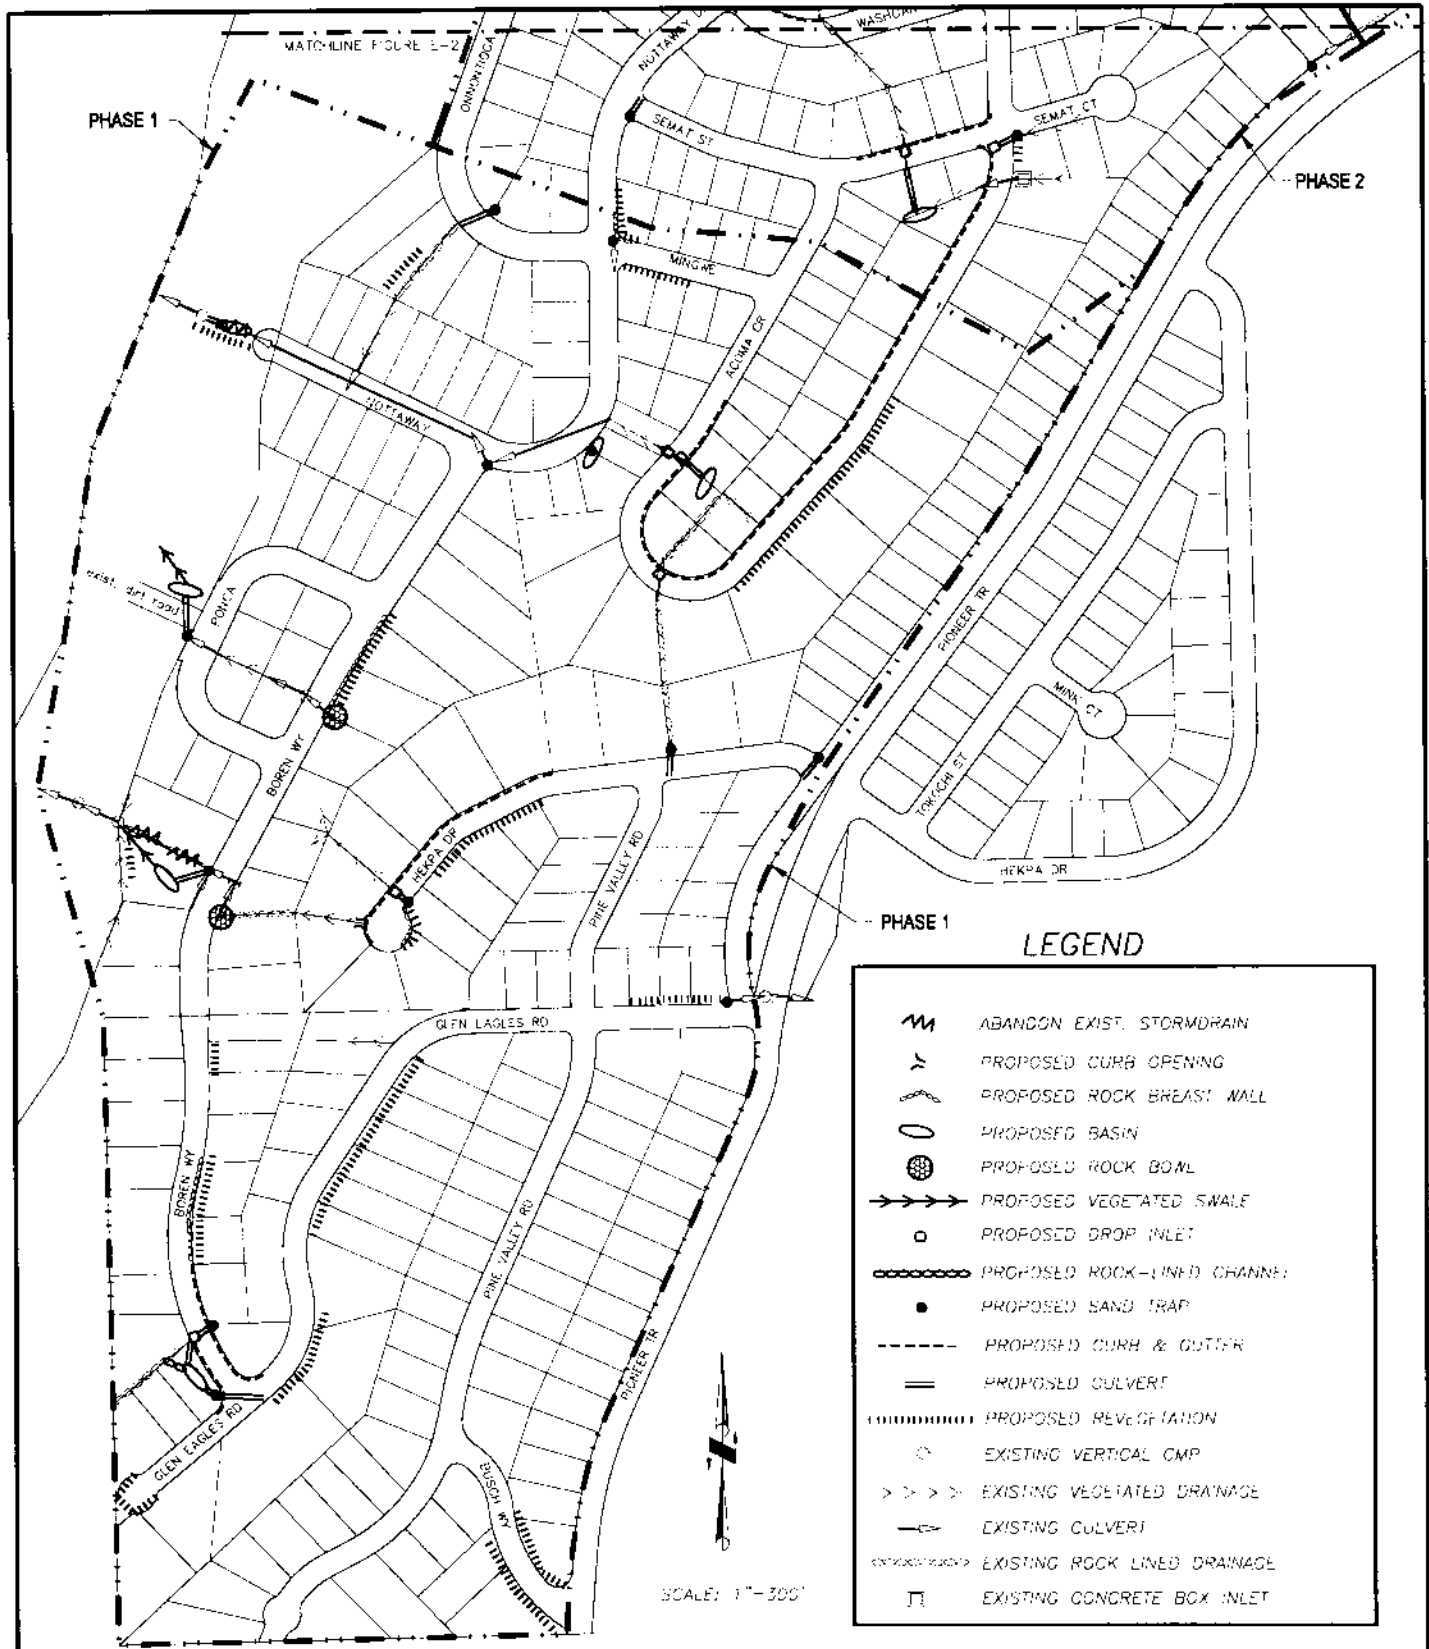 MATCHLINE FIGURE E-2
ONNONTIOGA
NOTTAWAY D
WASHOAN
PHASE 1
SEMAT ST
SEMAT CT
PHASE 2
MINGWE
ACOMA CR
NOTTAWAY
exist. dirt road
PONCA
PIONEER TR
MINK CT
BOREN WY
TOKOCHI ST
HEKPA DR
HEKPA DR
PINE VALLEY RD
PHASE 1
GLEN EAGLES RD
BOREN WY
PINE VALLEY RD
PIONEER TR
GLEN EAGLES RD
BUSCH WY
SCALE: 1"=300'
LEGEND
ABANDON EXIST. STORMDRAIN
PROPOSED CURB OPENING
PROPOSED ROCK BREAST WALL
PROPOSED BASIN
PROPOSED ROCK BOWL
PROPOSED VEGETATED SWALE
PROPOSED DROP INLET
PROPOSED ROCK-LINED CHANNEL
PROPOSED SAND TRAP
PROPOSED CURB & GUTTER
PROPOSED CULVERT
PROPOSED REVEGETATION
EXISTING VERTICAL CMP
EXISTING VEGETATED DRAINAGE
EXISTING CULVERT
EXISTING ROCK LINED DRAINAGE
EXISTING CONCRETE BOX INLET